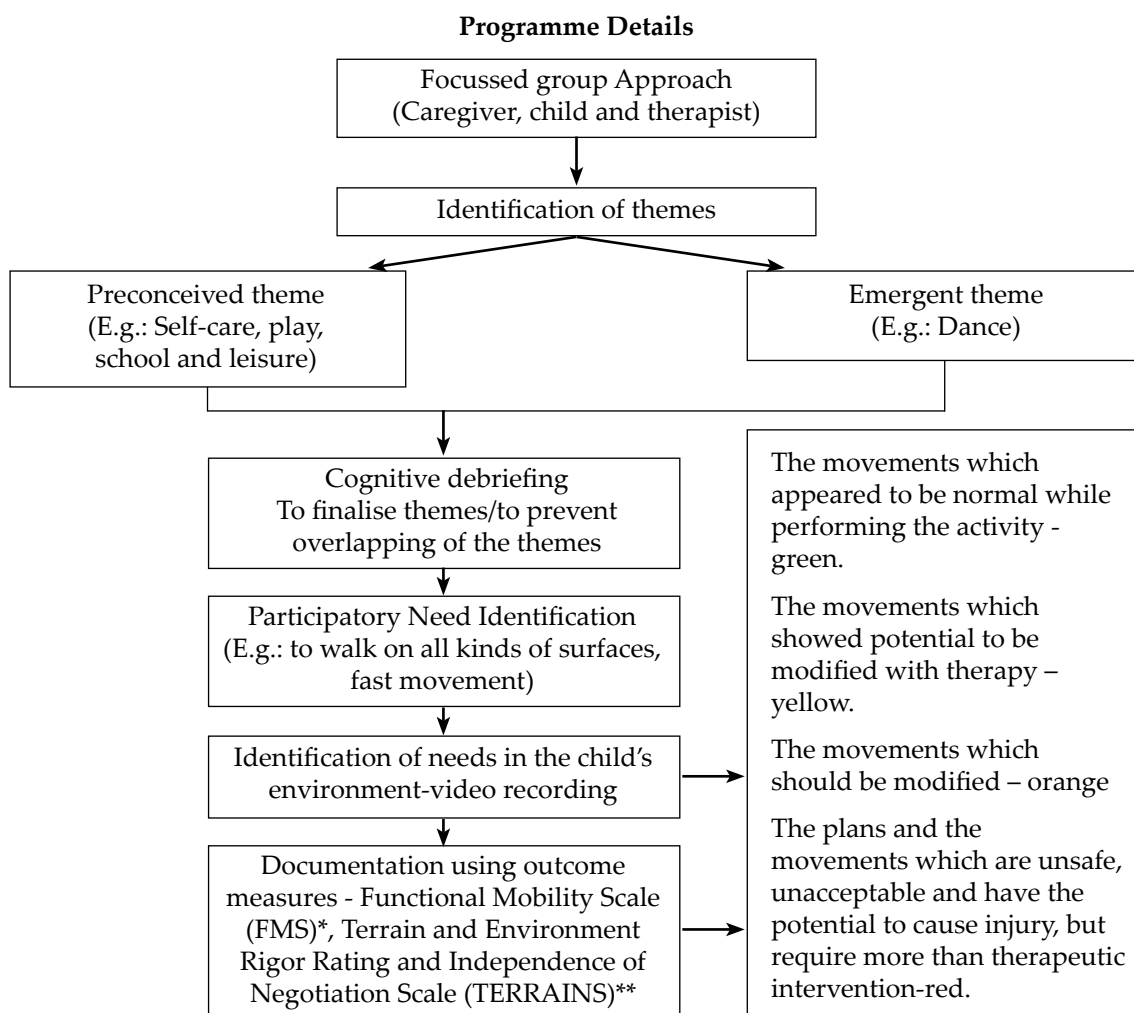 Programme Details
Focussed group Approach
(Caregiver, child and therapist)
Identification of themes
Preconceived theme
(E.g.: Self-care, play,
school and leisure)
Emergent theme
(E.g.: Dance)
Cognitive debriefing
To finalise themes/to prevent
overlapping of the themes
Participatory Need Identification
(E.g.: to walk on all kinds of surfaces,
fast movement)
Identification of needs in the child's
environment-video recording
Documentation using outcome
measures - Functional Mobility Scale
(FMS)*, Terrain and Environment
Rigor Rating and Independence of
Negotiation Scale (TERRAINS)**
The movements which
appeared to be normal while
performing the activity -
green.
The movements which
showed potential to be
modified with therapy –
yellow.
The movements which
should be modified – orange
The plans and the
movements which are unsafe,
unacceptable and have the
potential to cause injury, but
require more than therapeutic
intervention-red.